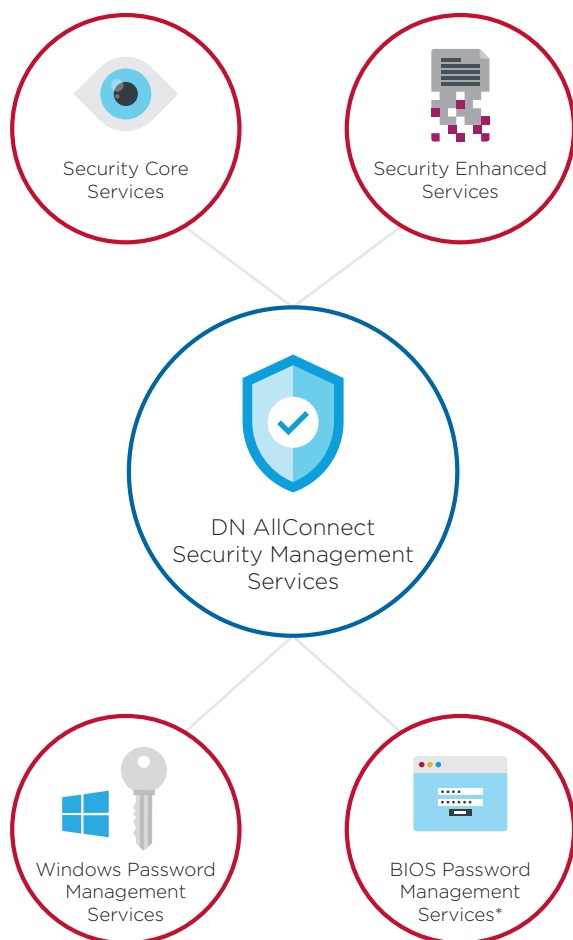 Security Core
Services
Security Enhanced
Services
DN AllConnect
Security Management
Services
Windows Password
Management
Services
BIOS Password
Management
Services*